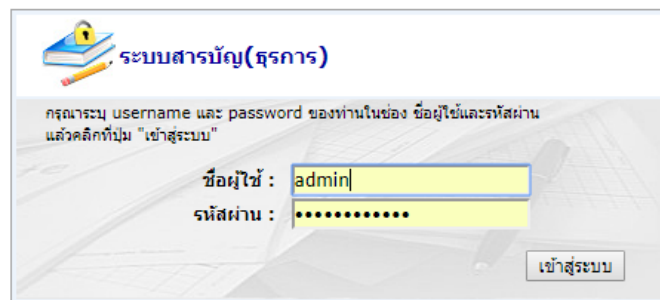 ระบบสารบัญ(ธุรการ)
กรุณาระบุ username และ password ของท่านในช่อง ชื่อผู้ใช้และรหัสผ่าน
แล้วคลิกที่ปุ่ม "เข้าสู่ระบบ"
ชื่อผู้ใช้ : admin
รหัสผ่าน : ••••••••••••
เข้าสู่ระบบ